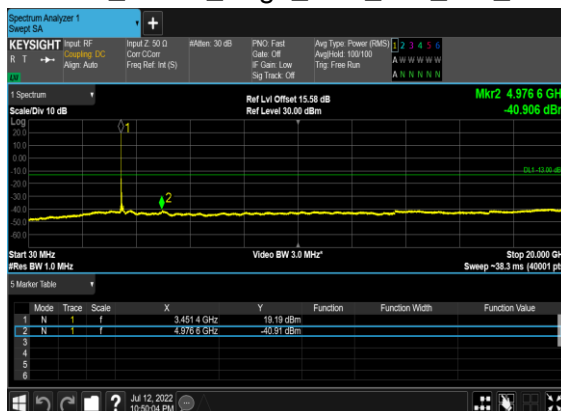 Spectrum Analyzer 1
Swept SA
+
KEYSIGHT Input: RF Input Z: 50 Ω #Atten: 30 dB PNO: Fast Avg Type: Power (RMS) 1 2 3 4 5 6
R T Coupling: DC Corr CCorr Gate: Off Avg|Hold: 100/100 A W W W W W
Align: Auto Freq Ref: Int (S) IF Gain: Low Trig: Free Run
Sig Track: Off A N N N N N
1 Spectrum Ref Lvl Offset 15.58 dB Mkr2 4.976 6 GH
Scale/Div 10 dB Ref Level 30.00 dBm -40.906 dBr
Log
20.0
10.0
0.00
-10.0
DL1 -13.00 dB
-20.0
-30.0
-40.0
-50.0
-60.0
1
2
Start 30 MHz Video BW 3.0 MHz* Stop 20.000 GH
#Res BW 1.0 MHz Sweep ~38.3 ms (40001 pt
5 Marker Table
Mode Trace Scale X Y Function Function Width Function Value
1 N 1 f 3.451 4 GHz 19.19 dBm
2 N 1 f 4.976 6 GHz -40.91 dBm
3
4
5
6
? Jul 12, 2022
10:50:04 PM